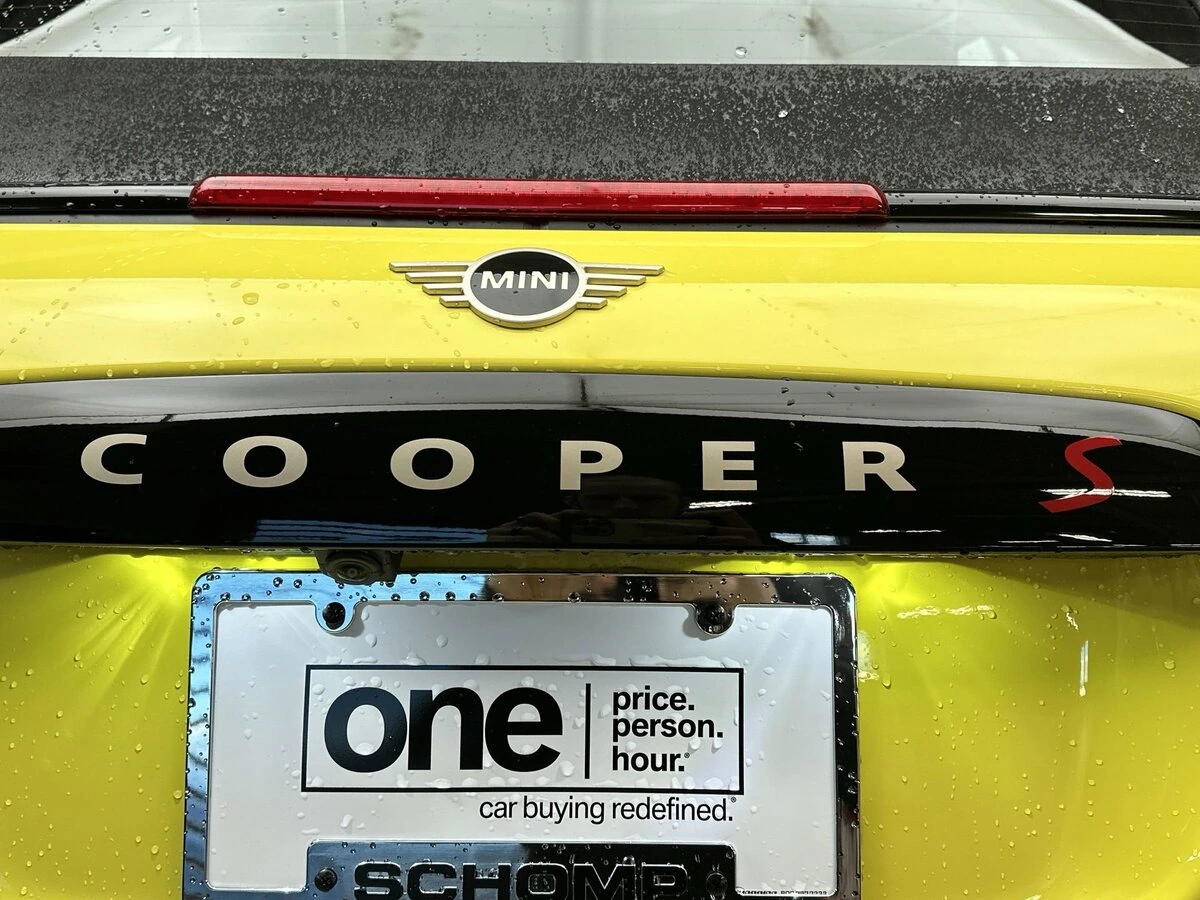 MINI
COOPER S
one
price.
person.
hour.®
car buying redefined.®
SCHOMP